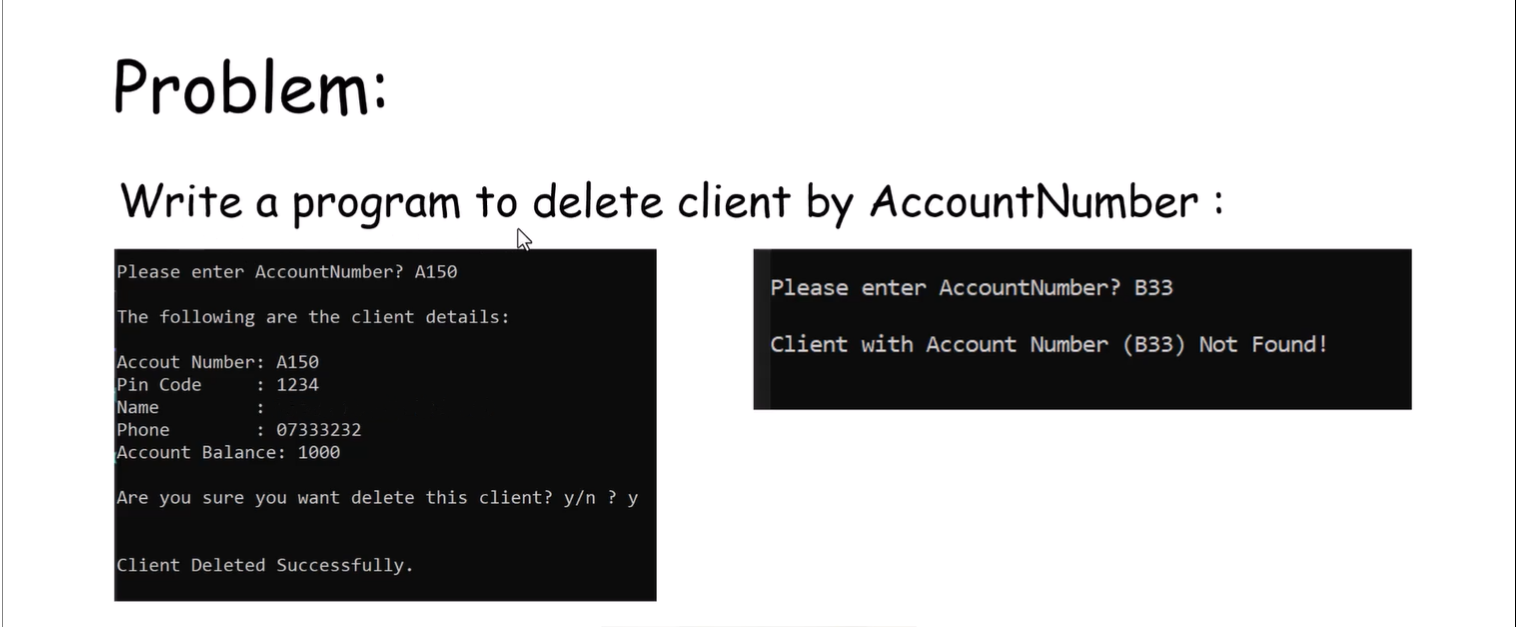 Problem:
Write a program to delete client by AccountNumber :
Please enter AccountNumber? A150
The following are the client details:
Accout Number: A150
Pin Code     : 1234
Name         :
Phone        : 07333232
Account Balance: 1000
Are you sure you want delete this client? y/n ? y
Client Deleted Successfully.
Please enter AccountNumber? B33
Client with Account Number (B33) Not Found!